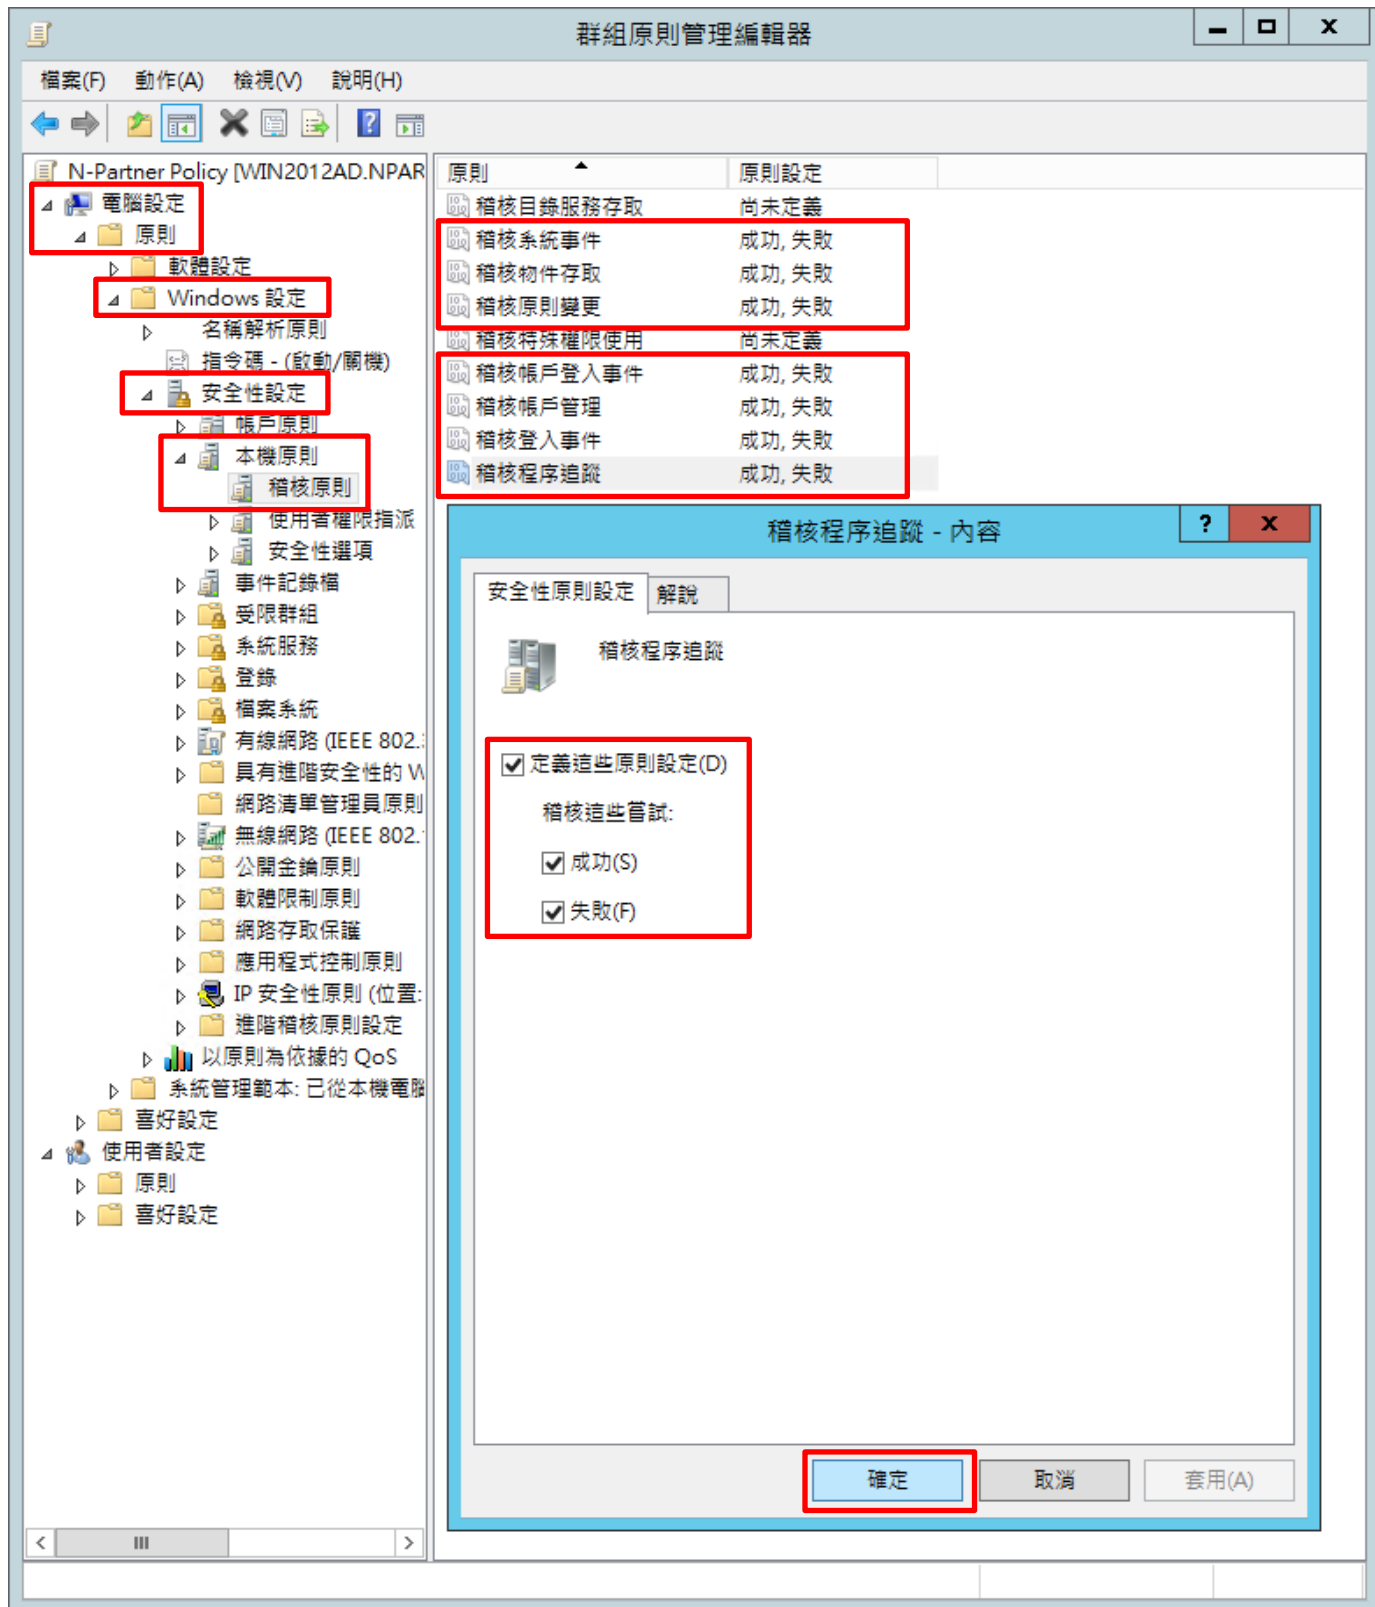 群組原則管理編輯器
檔案(F) 動作(A) 檢視(V) 說明(H)
N-Partner Policy [WIN2012AD.NPAR
電腦設定
原則
軟體設定
Windows 設定
名稱解析原則
指令碼 - (啟動/關機)
安全性設定
帳戶原則
本機原則
稽核原則
使用者權限指派
安全性選項
事件記錄檔
受限群組
系統服務
登錄
檔案系統
有線網路 (IEEE 802.
具有進階安全性的 W
網路清單管理員原則
無線網路 (IEEE 802.1
公開金鑰原則
軟體限制原則
網路存取保護
應用程式控制原則
IP 安全性原則 (位置:
進階稽核原則設定
以原則為依據的 QoS
系統管理範本: 已從本機電腦
喜好設定
使用者設定
原則
喜好設定
原則 原則設定
稽核目錄服務存取 尚未定義
稽核系統事件 成功, 失敗
稽核物件存取 成功, 失敗
稽核原則變更 成功, 失敗
稽核特殊權限使用 尚未定義
稽核帳戶登入事件 成功, 失敗
稽核帳戶管理 成功, 失敗
稽核登入事件 成功, 失敗
稽核程序追蹤 成功, 失敗
稽核程序追蹤 - 內容
安全性原則設定 解說
稽核程序追蹤
定義這些原則設定(D)
稽核這些嘗試:
成功(S)
失敗(F)
確定 取消 套用(A)